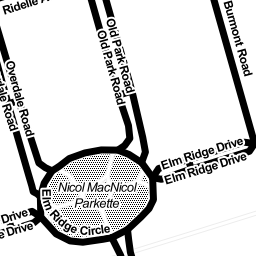 Ridelle A
Old Park Road
Old Park Road
Burmont Road
Overdale Road
dale Road
Elm Ridge Drive
Elm Ridge Drive
Nicol MacNicol
Parkette
Elm Ridge Circle
Drive
e Drive